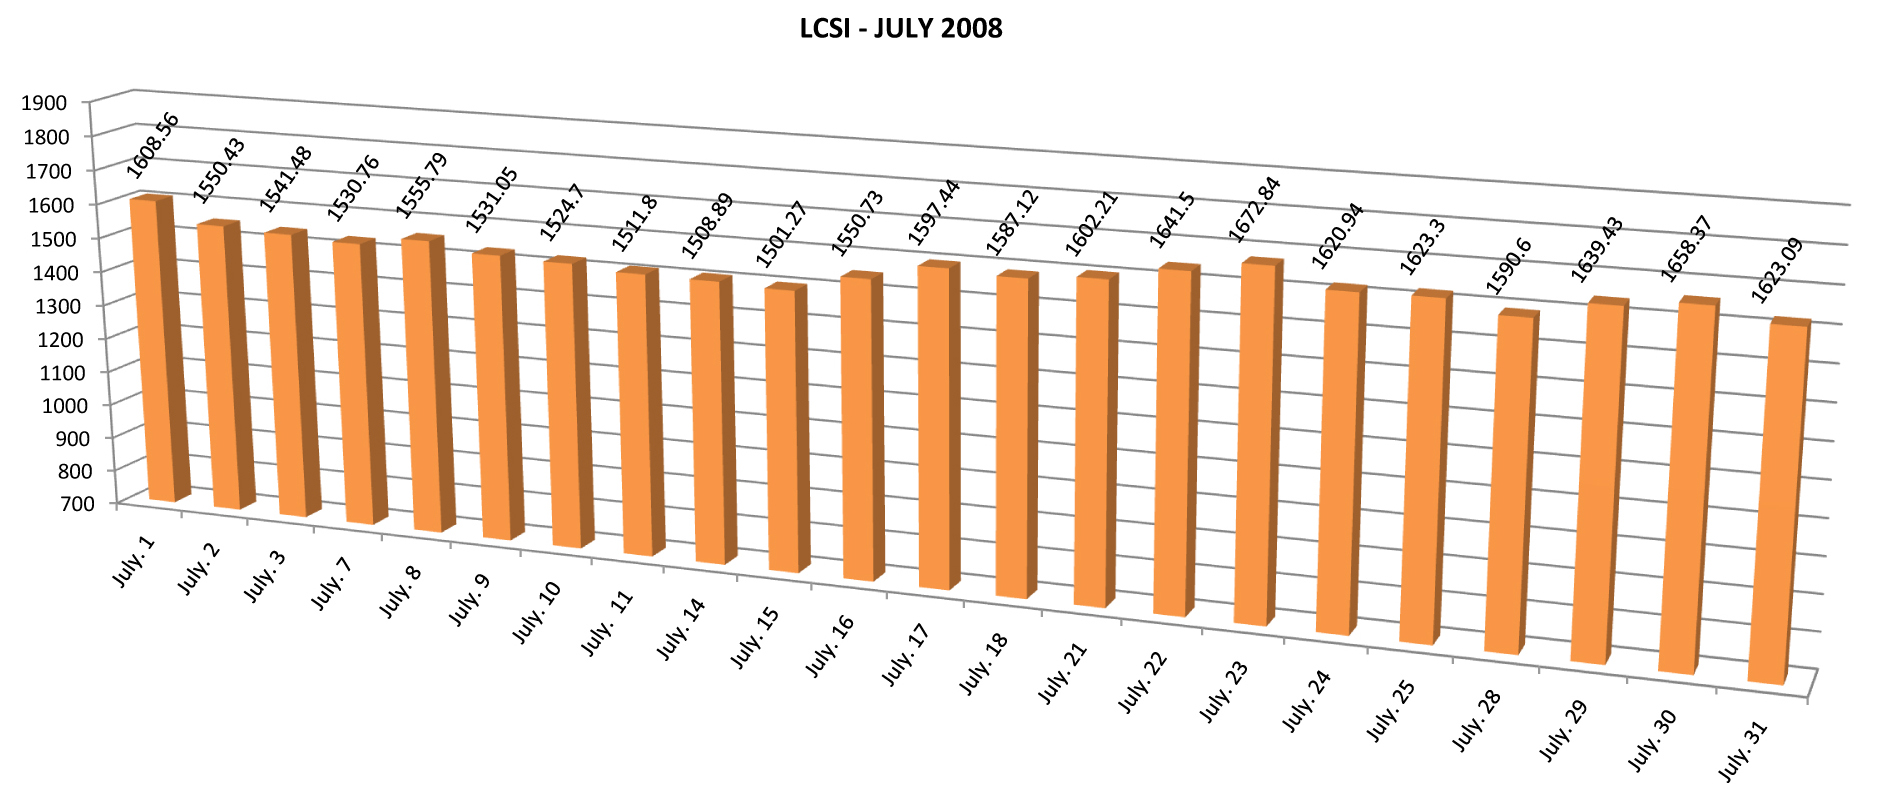 LCSI - JULY 2008
1900
1800
1700
1600
1500
1400
1300
1200
1100
1000
900
800
700
1608.56
1550.43
1541.48
1530.76
1555.79
1531.05
1524.7
1511.8
1508.89
1501.27
1550.73
1597.44
1587.12
1602.21
1641.5
1672.84
1620.94
1623.3
1590.6
1639.43
1658.37
1623.09
July. 1
July. 2
July. 3
July. 7
July. 8
July. 9
July. 10
July. 11
July. 14
July. 15
July. 16
July. 17
July. 18
July. 21
July. 22
July. 23
July. 24
July. 25
July. 28
July. 29
July. 30
July. 31